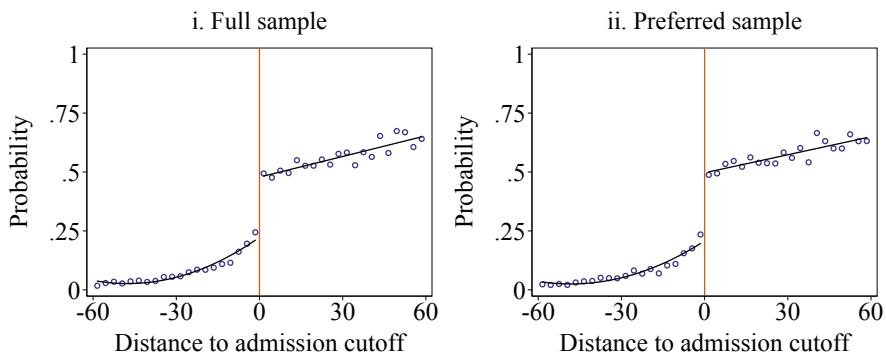 i. Full sample
1
.75
.5
.25
0
Probability
-60 -30 0 30 60
Distance to admission cutoff
ii. Preferred sample
1
.75
.5
.25
0
Probability
-60 -30 0 30 60
Distance to admission cutoff